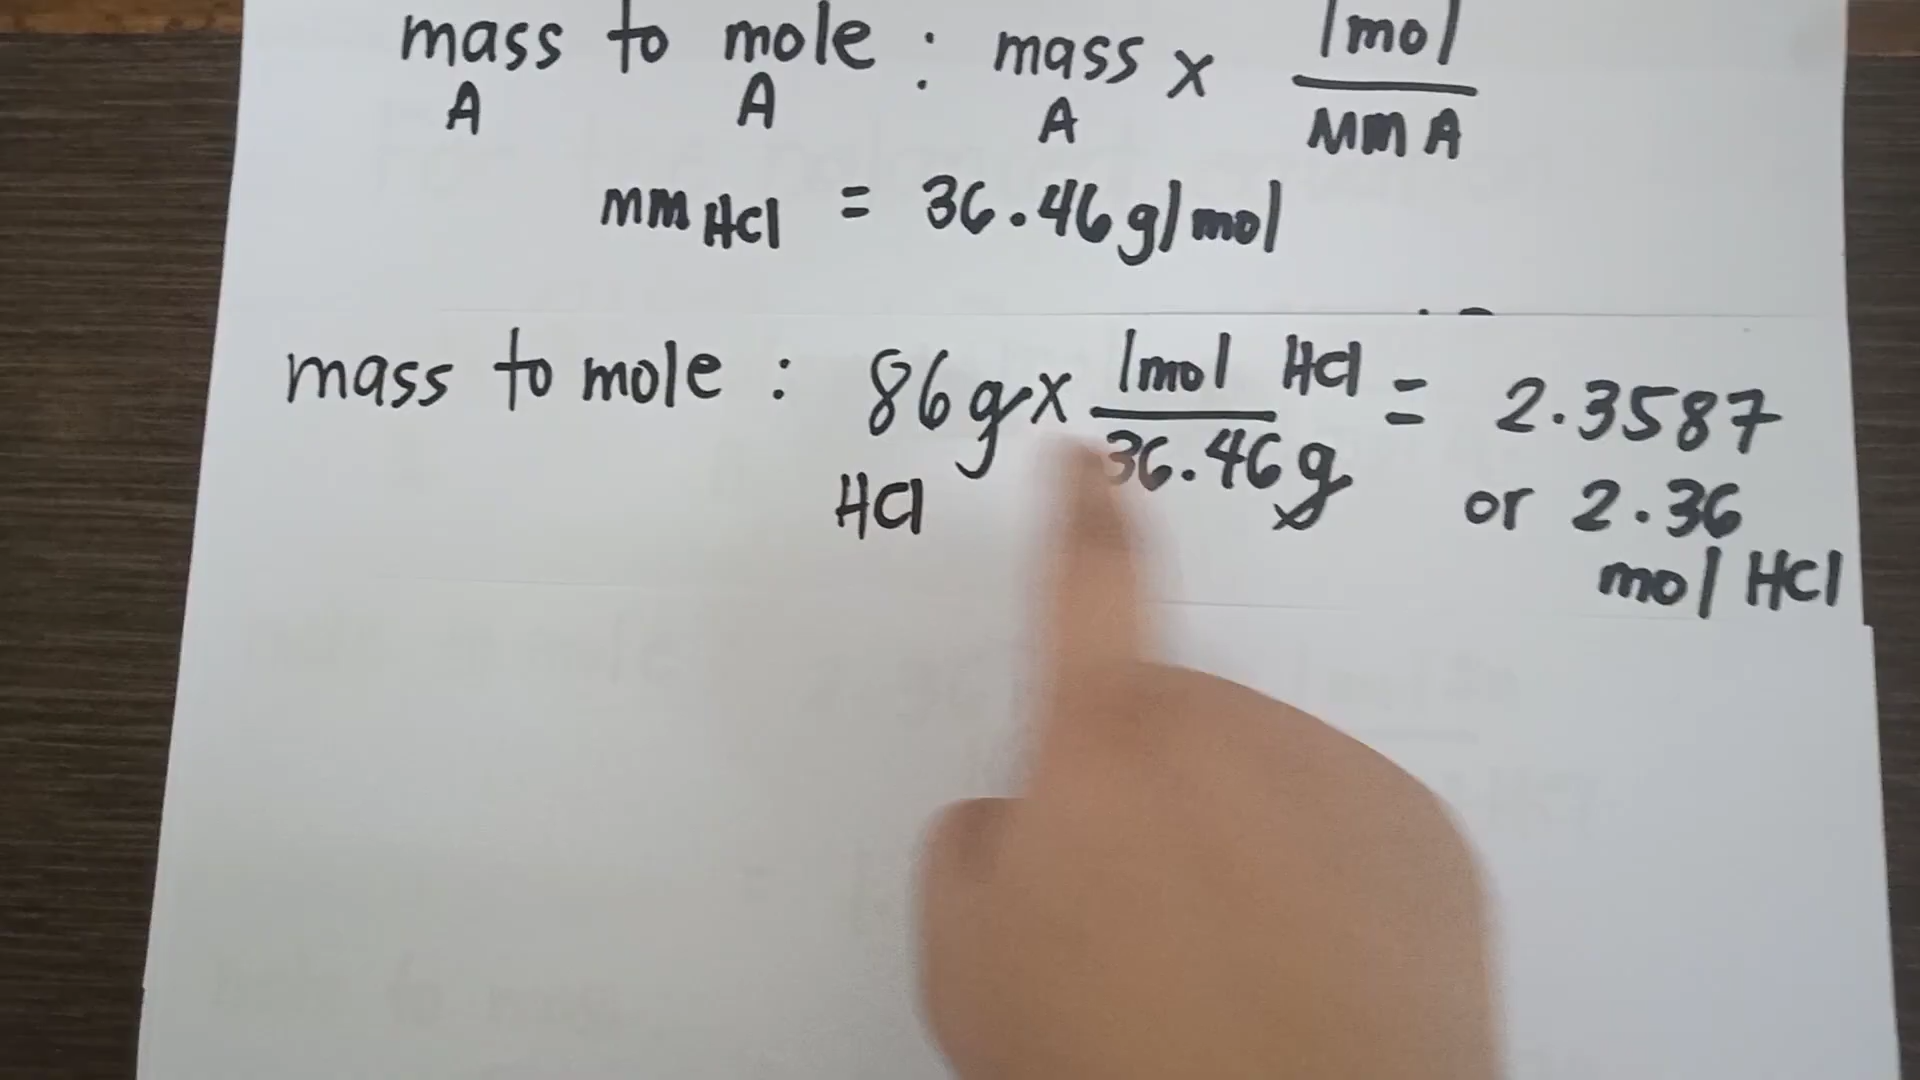 mass to mole : mass x 1mol
A A A MM A
mm HCl = 36.46 g/mol
mass to mole : 86 g x 1mol HCl = 2.3587
HCl 36.46 g or 2.36
mol HCl